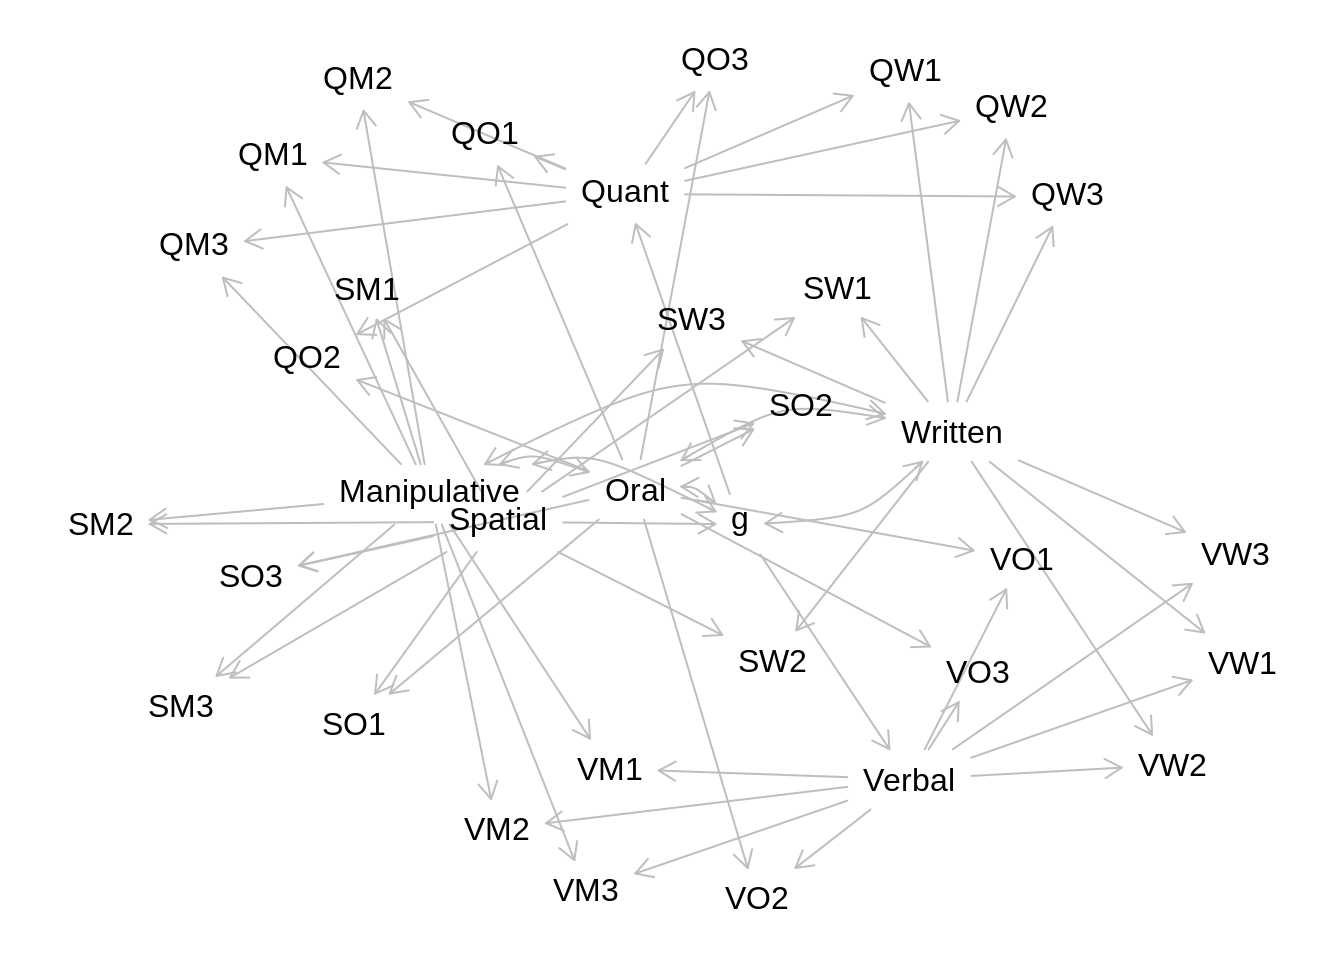 QO3
QW1
QM2
QW2
QO1
QM1
Quant
QW3
QM3
SM1
SW1
SW3
QO2
SO2
Written
Manipulative
Oral
Spatial
g
SM2
VW3
VO1
SO3
SW2
VW1
VO3
SM3
SO1
VM1
VW2
Verbal
VM2
VM3
VO2